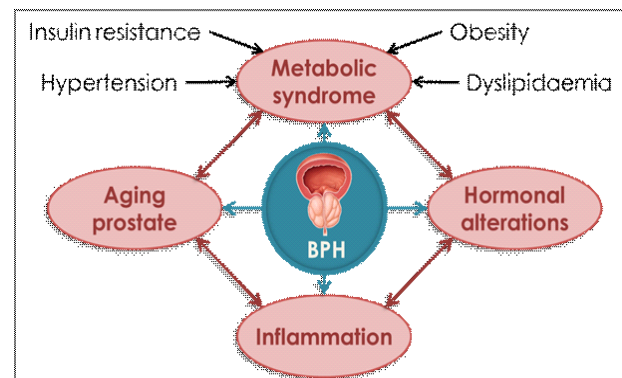 Insulin resistance
Obesity
Metabolic
syndrome
Hypertension
Dyslipidaemia
Aging
prostate
Hormonal
alterations
BPH
Inflammation